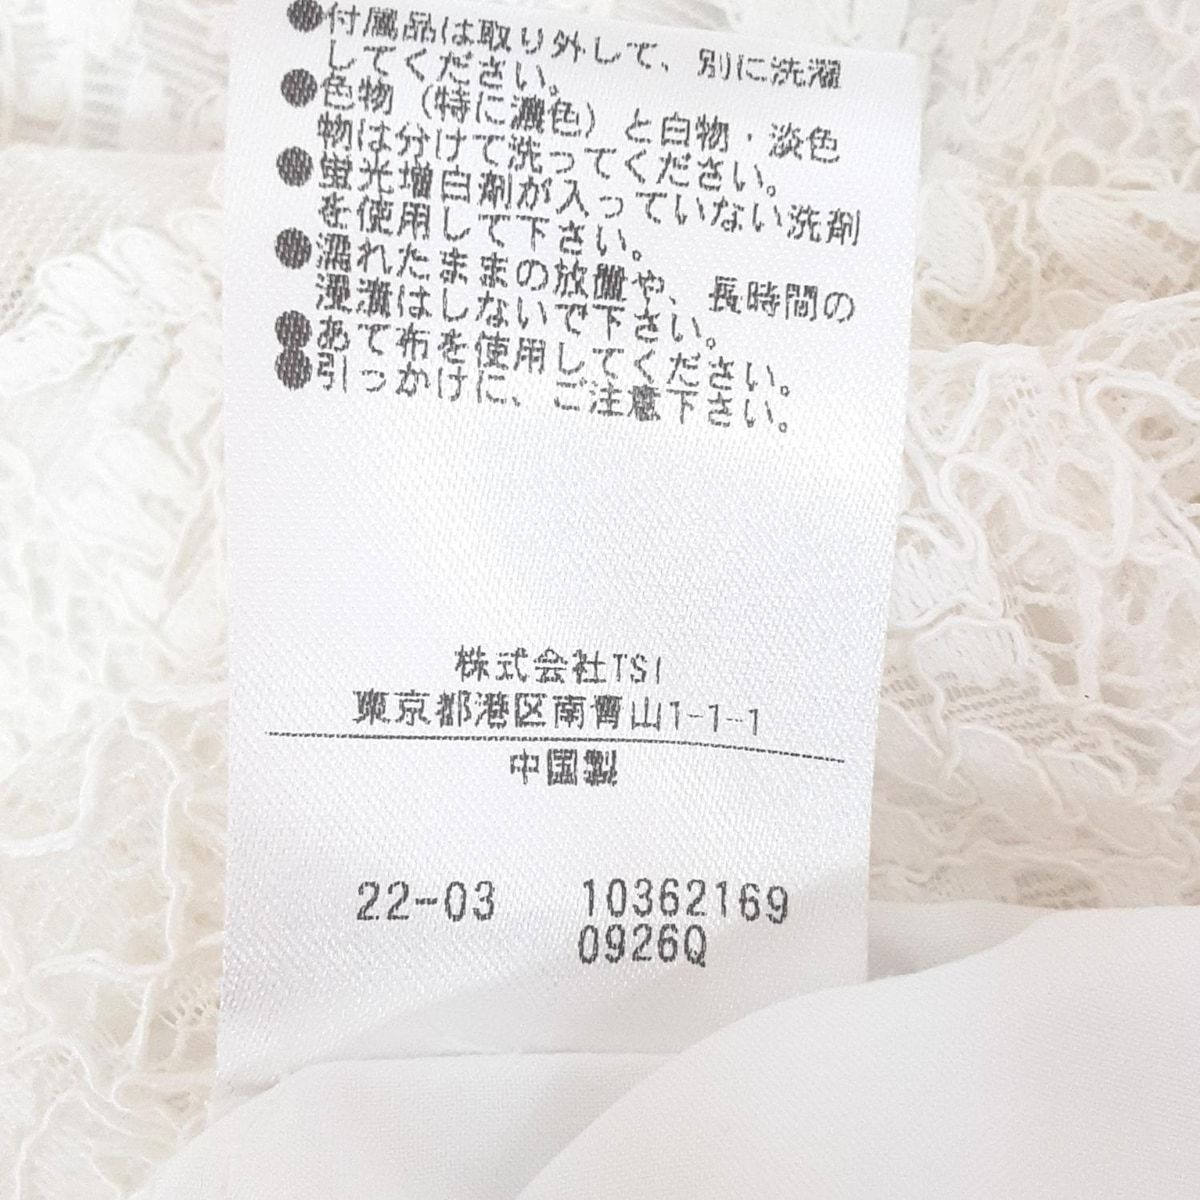 ●付属品は取り外して、別に洗濯
してください。
●色物（特に濃色）と白物・淡色
物は分けて洗ってください。
●蛍光増白剤が入っていない洗剤
を使用して下さい。
●濡れたままの放置や、長時間の
浸漬はしないで下さい。
●あて布を使用してください。
●引っかけに、ご注意下さい。
株式会社TSI
東京都港区南青山1-1-1
中国製
22-03 10362169
0926Q